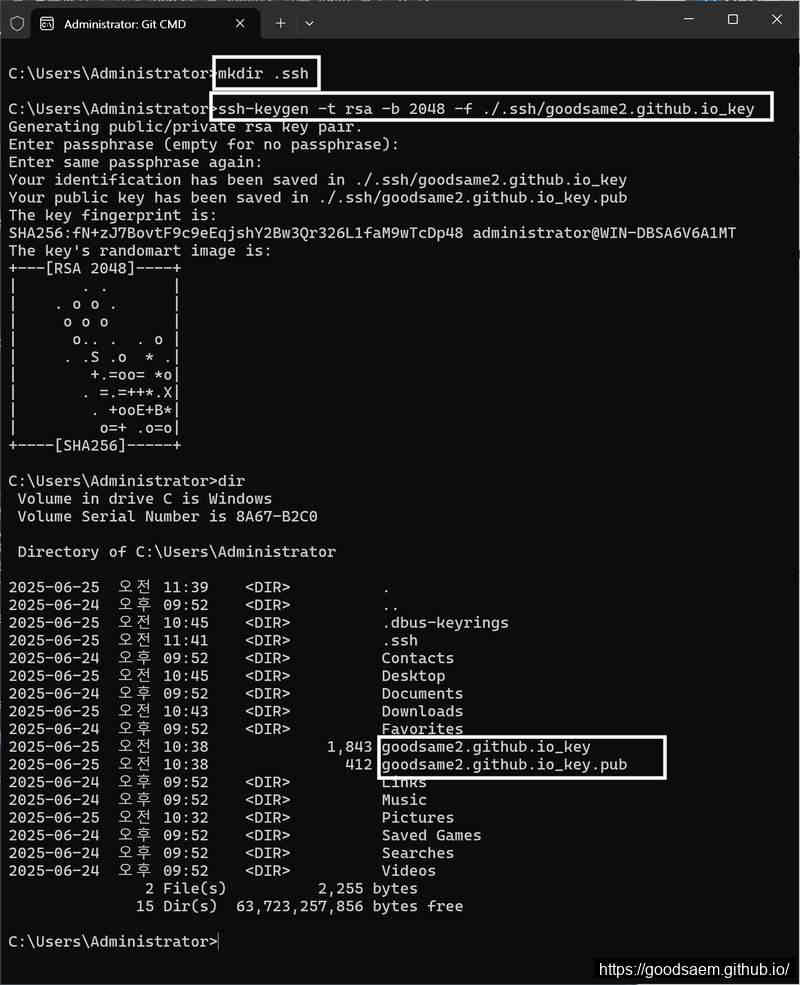 Administrator: Git CMD
C:\Users\Administrator>mkdir .ssh
C:\Users\Administrator>ssh-keygen -t rsa -b 2048 -f ./.ssh/goodsame2.github.io_key
Generating public/private rsa key pair.
Enter passphrase (empty for no passphrase):
Enter same passphrase again:
Your identification has been saved in ./.ssh/goodsame2.github.io_key
Your public key has been saved in ./.ssh/goodsame2.github.io_key.pub
The key fingerprint is:
SHA256:fN+zJ7BovtF9c9eEqjshY2Bw3Qr326L1faM9wTcDp48 administrator@WIN-DBSA6V6A1MT
The key's randomart image is:
+---[RSA 2048]----+
|       . .       |
|    . o o .      |
|     o o o       |
|      o.. .  . o |
|     . .S .o  * .|
|        +.=oo= *o|
|       . =.=++*.X|
|        . +ooE+B*|
|         o=+ .o=o|
+----[SHA256]-----+
C:\Users\Administrator>dir
Volume in drive C is Windows
Volume Serial Number is 8A67-B2C0
Directory of C:\Users\Administrator
2025-06-25  오전 11:39    <DIR>          .
2025-06-24  오후 09:52    <DIR>          ..
2025-06-25  오전 10:45    <DIR>          .dbus-keyrings
2025-06-25  오전 11:41    <DIR>          .ssh
2025-06-24  오후 09:52    <DIR>          Contacts
2025-06-25  오전 10:45    <DIR>          Desktop
2025-06-24  오후 09:52    <DIR>          Documents
2025-06-25  오전 10:43    <DIR>          Downloads
2025-06-24  오후 09:52    <DIR>          Favorites
2025-06-25  오전 10:38             1,843 goodsame2.github.io_key
2025-06-25  오전 10:38               412 goodsame2.github.io_key.pub
2025-06-24  오후 09:52    <DIR>          Links
2025-06-24  오후 09:52    <DIR>          Music
2025-06-25  오전 10:32    <DIR>          Pictures
2025-06-24  오후 09:52    <DIR>          Saved Games
2025-06-24  오후 09:52    <DIR>          Searches
2025-06-24  오후 09:52    <DIR>          Videos
2 File(s)          2,255 bytes
15 Dir(s)  63,723,257,856 bytes free
C:\Users\Administrator>
https://goodsaem.github.io/